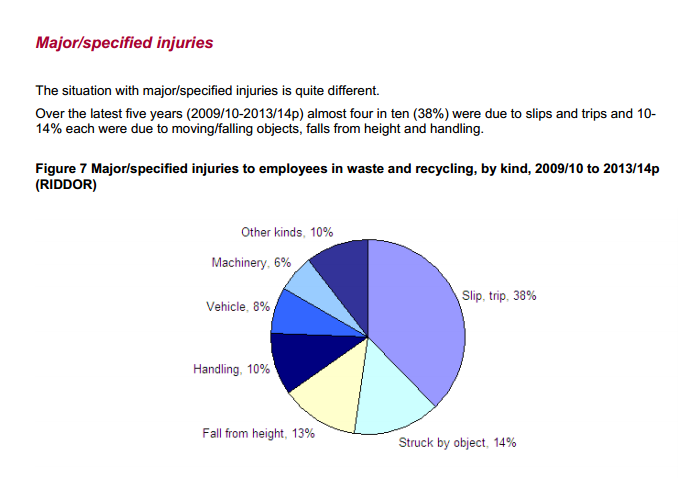 Major/specified injuries
The situation with major/specified injuries is quite different.
Over the latest five years (2009/10-2013/14p) almost four in ten (38%) were due to slips and trips and 10-
14% each were due to moving/falling objects, falls from height and handling.
Figure 7 Major/specified injuries to employees in waste and recycling, by kind, 2009/10 to 2013/14p
(RIDDOR)
Other kinds, 10%
Machinery, 6%
Slip, trip, 38%
Vehicle, 8%
Handling, 10%
Fall from height, 13%
Struck by object, 14%